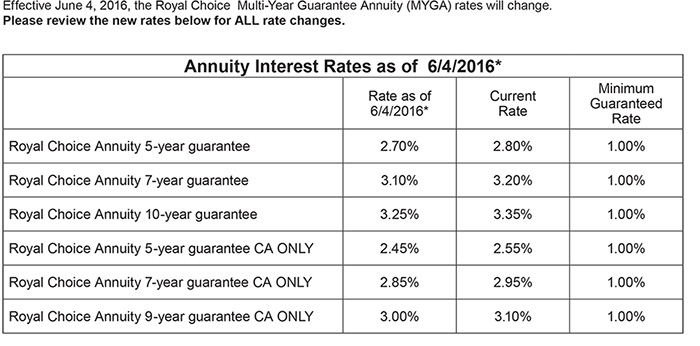 Effective June 4, 2016, the Royal Choice  Multi-Year Guarantee Annuity (MYGA) rates will change.
Please review the new rates below for ALL rate changes.
Annuity Interest Rates as of  6/4/2016*
Rate as of 6/4/2016* Current Rate Minimum Guaranteed Rate
Royal Choice Annuity 5-year guarantee 2.70% 2.80% 1.00%
Royal Choice Annuity 7-year guarantee 3.10% 3.20% 1.00%
Royal Choice Annuity 10-year guarantee 3.25% 3.35% 1.00%
Royal Choice Annuity 5-year guarantee CA ONLY 2.45% 2.55% 1.00%
Royal Choice Annuity 7-year guarantee CA ONLY 2.85% 2.95% 1.00%
Royal Choice Annuity 9-year guarantee CA ONLY 3.00% 3.10% 1.00%